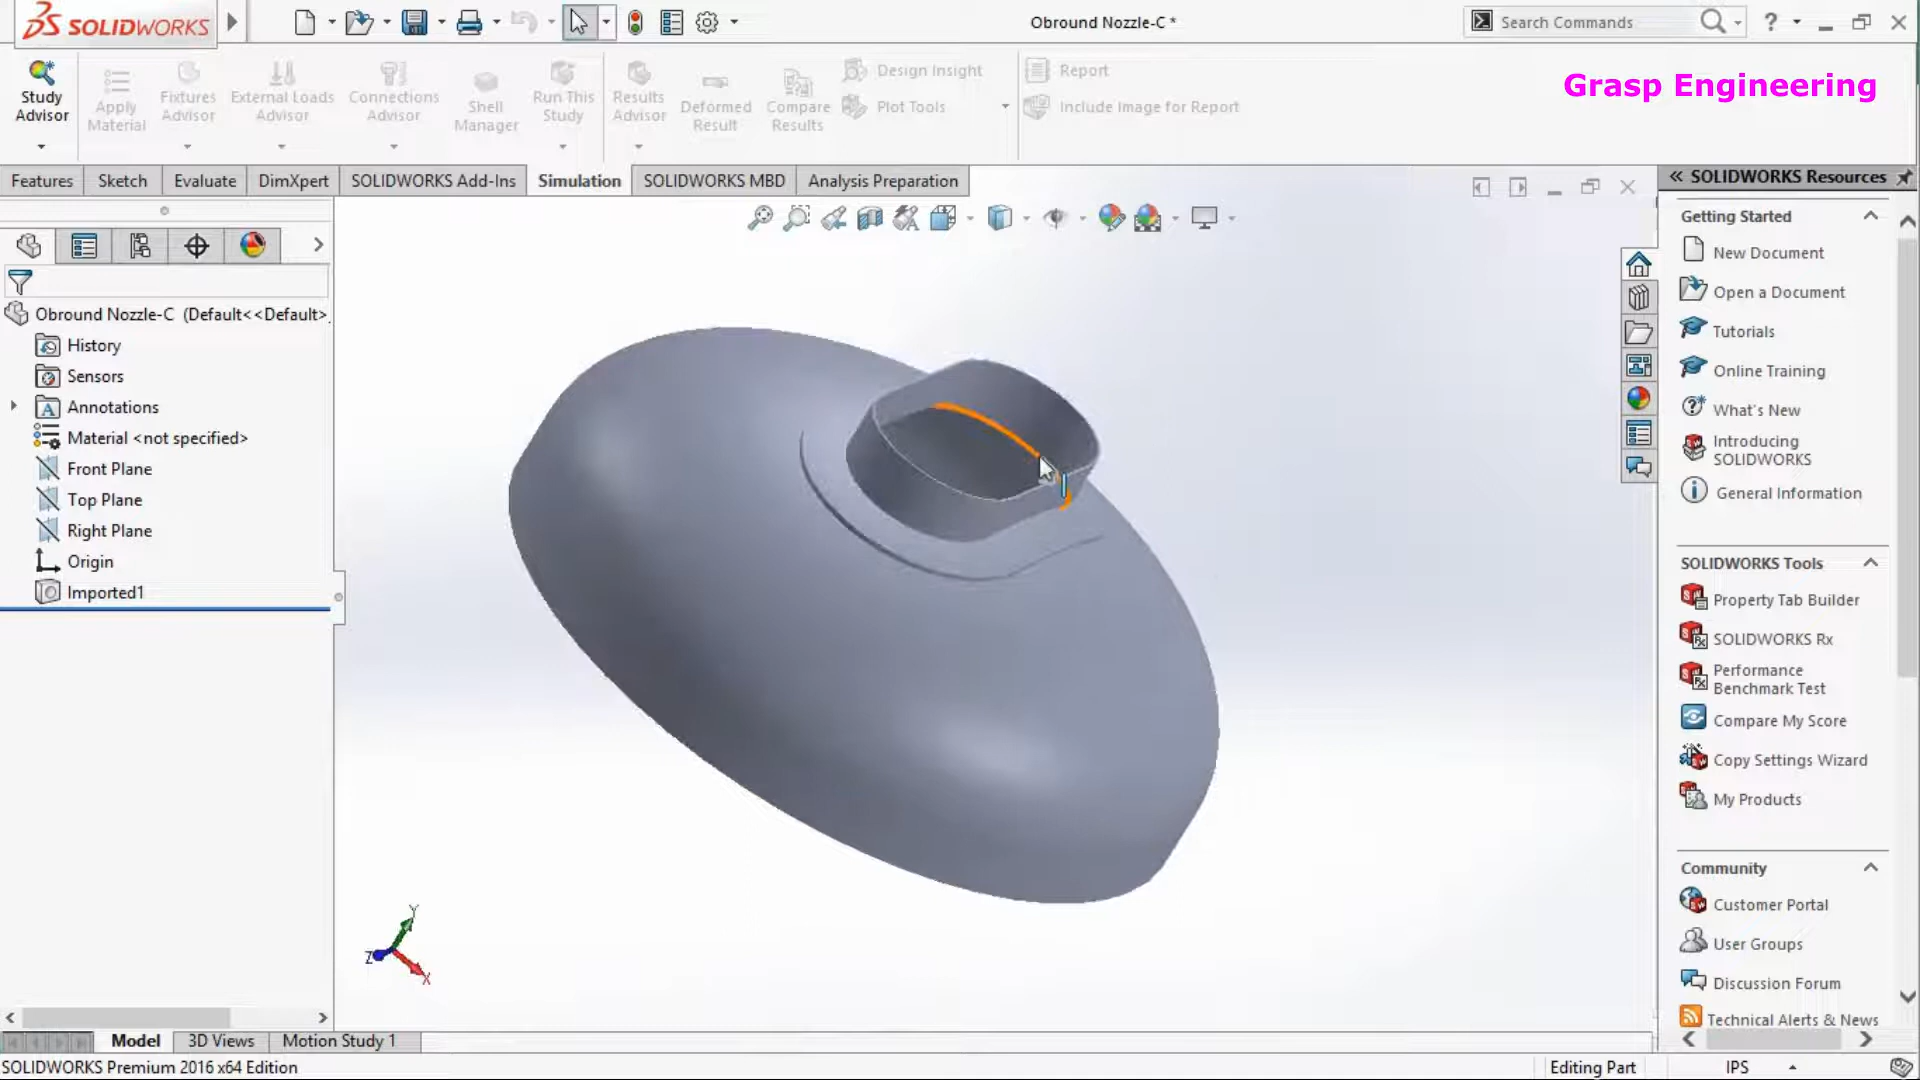 SOLIDWORKS
Obround Nozzle-C *
Search Commands
?
Study
Advisor
Apply
Material
Fixtures
Advisor
External Loads
Advisor
Connections
Advisor
Shell
Manager
Run This
Study
Results
Advisor
Deformed
Result
Compare
Results
Design Insight
Plot Tools
Report
Include Image for Report
Grasp Engineering
Features
Sketch
Evaluate
DimXpert
SOLIDWORKS Add-Ins
Simulation
SOLIDWORKS MBD
Analysis Preparation
SOLIDWORKS Resources
Obround Nozzle-C (Default<<Default>
History
Sensors
Annotations
Material <not specified>
Front Plane
Top Plane
Right Plane
Origin
Imported1
Y
Z
X
Getting Started
New Document
Open a Document
Tutorials
Online Training
What's New
Introducing
SOLIDWORKS
General Information
SOLIDWORKS Tools
Property Tab Builder
SOLIDWORKS Rx
Performance
Benchmark Test
Compare My Score
Copy Settings Wizard
My Products
Community
Customer Portal
User Groups
Discussion Forum
Technical Alerts & News
Model
3D Views
Motion Study 1
SOLIDWORKS Premium 2016 x64 Edition
Editing Part
IPS